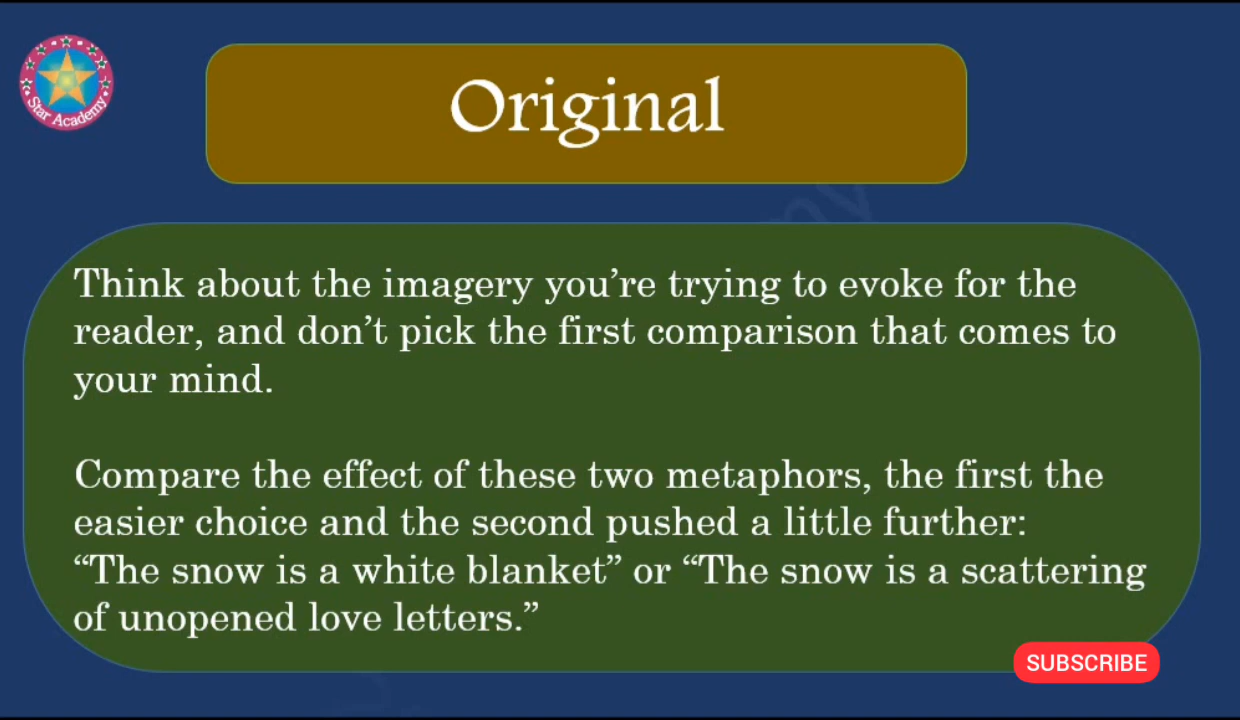 Star Academy
Original
Think about the imagery you’re trying to evoke for the
reader, and don’t pick the first comparison that comes to
your mind.
Compare the effect of these two metaphors, the first the
easier choice and the second pushed a little further:
“The snow is a white blanket” or “The snow is a scattering
of unopened love letters.”
SUBSCRIBE